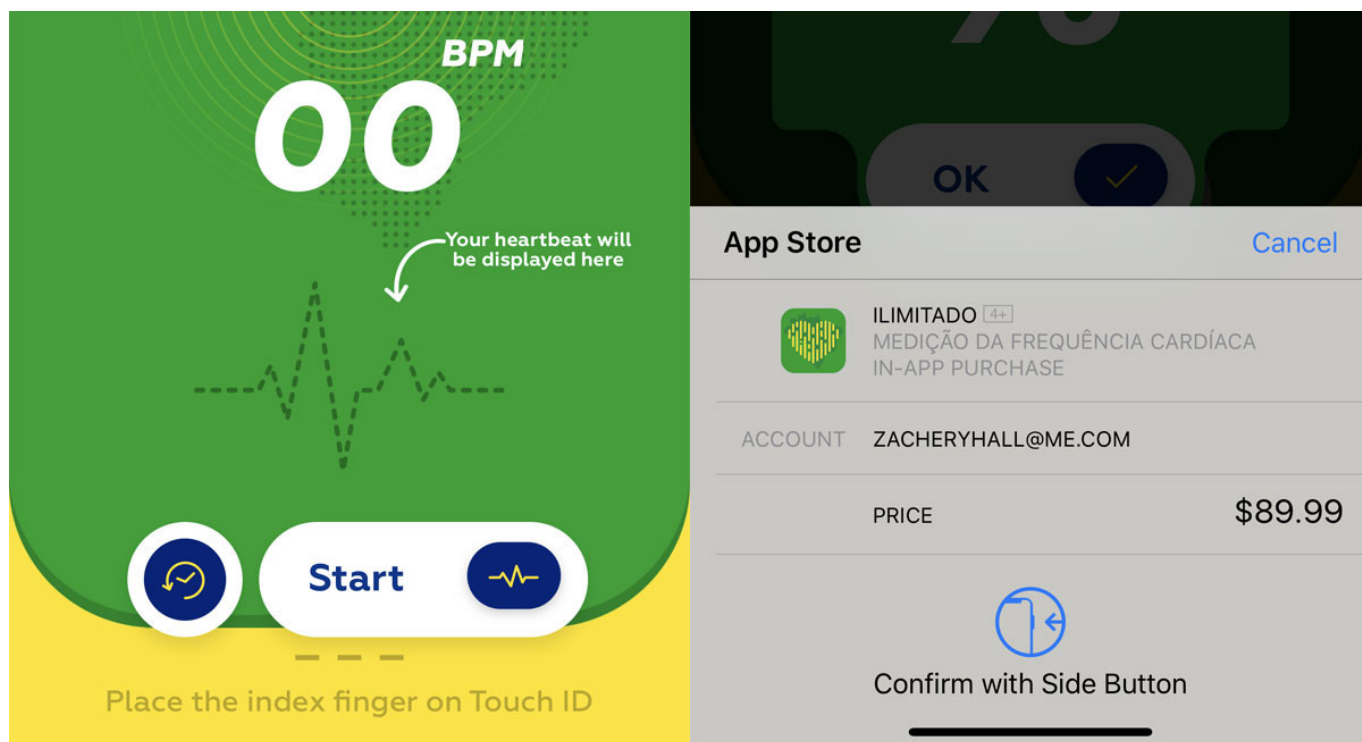 BPM
00
Your heartbeat will
be displayed here
Start
Place the index finger on Touch ID
OK
App Store
Cancel
ILIMITADO 4+
MEDIÇÃO DA FREQUÊNCIA CARDÍACA
IN-APP PURCHASE
ACCOUNT ZACHERYHALL@ME.COM
PRICE $89.99
Confirm with Side Button